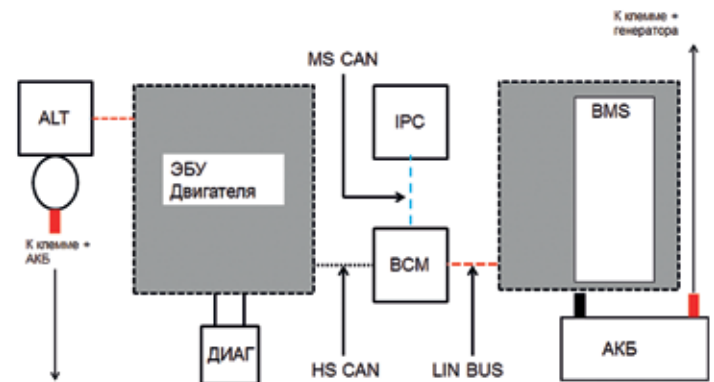 К клемме +
генератора
MS CAN
ALT
IPC
BMS
ЭБУ
Двигателя
К клемме +
АКБ
BCM
ДИАГ
HS CAN
LIN BUS
АКБ